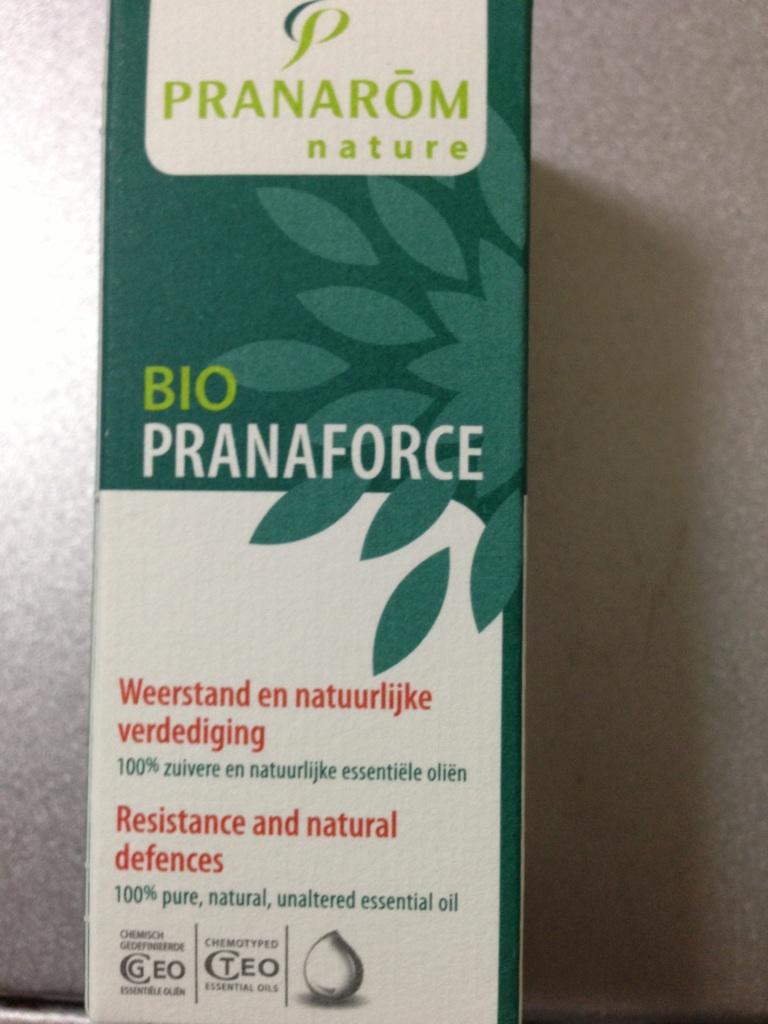 PRANARŌM
nature
BIO
PRANAFORCE
Weerstand en natuurlijke
verdediging
100% zuivere en natuurlijke essentiële oliën
Resistance and natural
defences
100% pure, natural, unaltered essential oil
CHEMISCH
GEDEFINIEERDE
GEO
ESSENTIËLE OLIËN
CHEMOTYPED
CTEO
ESSENTIAL OILS